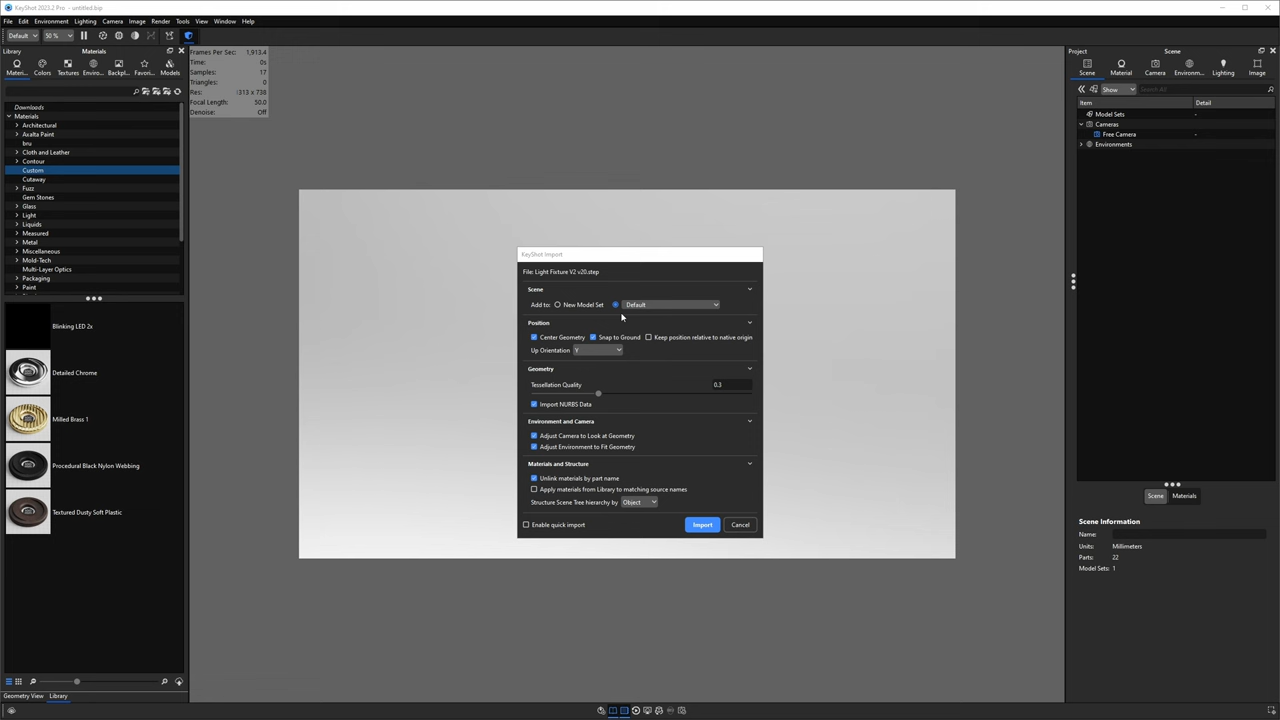 KeyShot 2023.2 Pro - untitled.bip
File Edit Environment Lighting Camera Image Render Tools View Window Help
Default 50 %
Library Materials
Materi... Colors Textures Enviro... Backpl... Favori... Models
Downloads
Materials
Architectural
Axalta Paint
bru
Cloth and Leather
Contour
Custom
Cutaway
Fuzz
Gem Stones
Glass
Light
Liquids
Measured
Metal
Miscellaneous
Mold-Tech
Multi-Layer Optics
Packaging
Paint
Blinking LED 2x
Detailed Chrome
Milled Brass 1
Procedural Black Nylon Webbing
Textured Dusty Soft Plastic
Geometry View Library
Frames Per Sec: 1,913.4
Time: 0s
Samples: 17
Triangles: 0
Res: 1313 x 738
Focal Length: 50.0
Denoise: Off
KeyShot Import
File: Light Fixture V2 v20.step
Scene
Add to: New Model Set Default
Position
Center Geometry Snap to Ground Keep position relative to native origin
Up Orientation Y
Geometry
Tessellation Quality 0.3
Import NURBS Data
Environment and Camera
Adjust Camera to Look at Geometry
Adjust Environment to Fit Geometry
Materials and Structure
Unlink materials by part name
Apply materials from Library to matching source names
Structure Scene Tree hierarchy by Object
Enable quick import Import Cancel
Project Scene
Scene Material Camera Environm... Lighting Image
Show Search All
Item Detail
Model Sets -
Cameras
Free Camera -
Environments
Scene Materials
Scene Information
Name:
Units: Millimeters
Parts: 22
Model Sets: 1